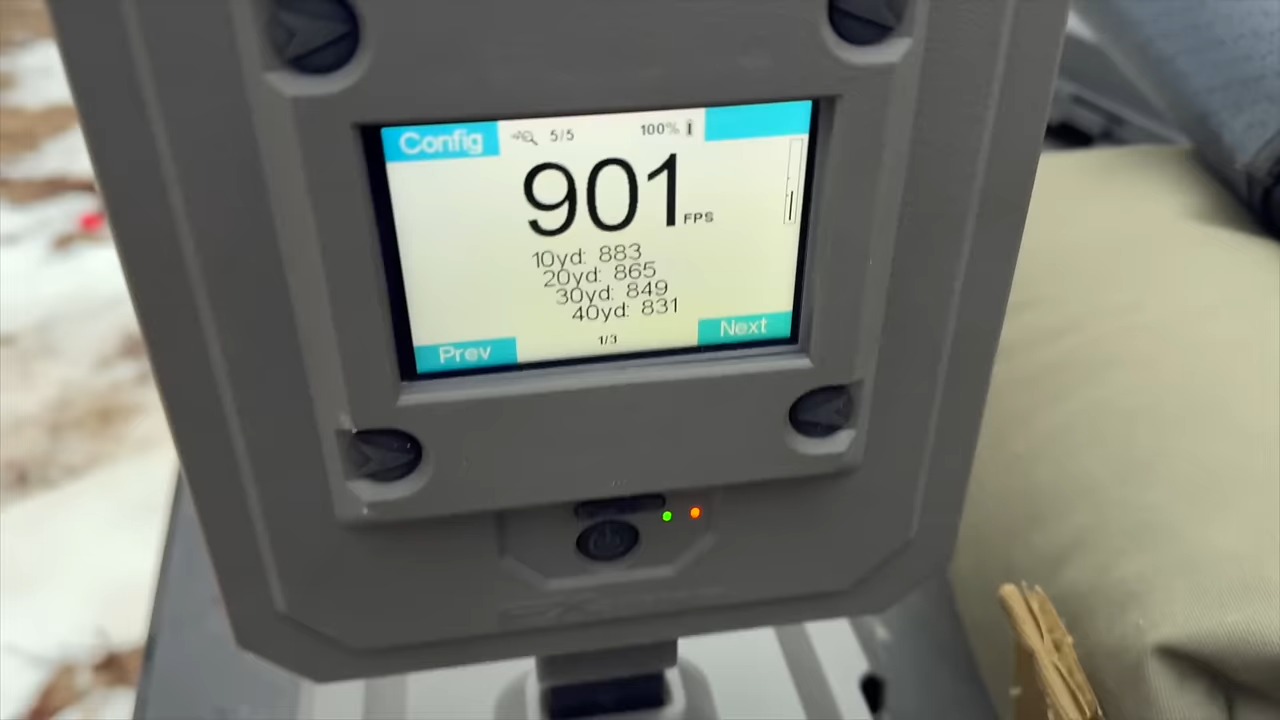 Config 5/5 100%
901 FPS
10yd: 883
20yd: 865
30yd: 849
40yd: 831
Prev 1/3 Next